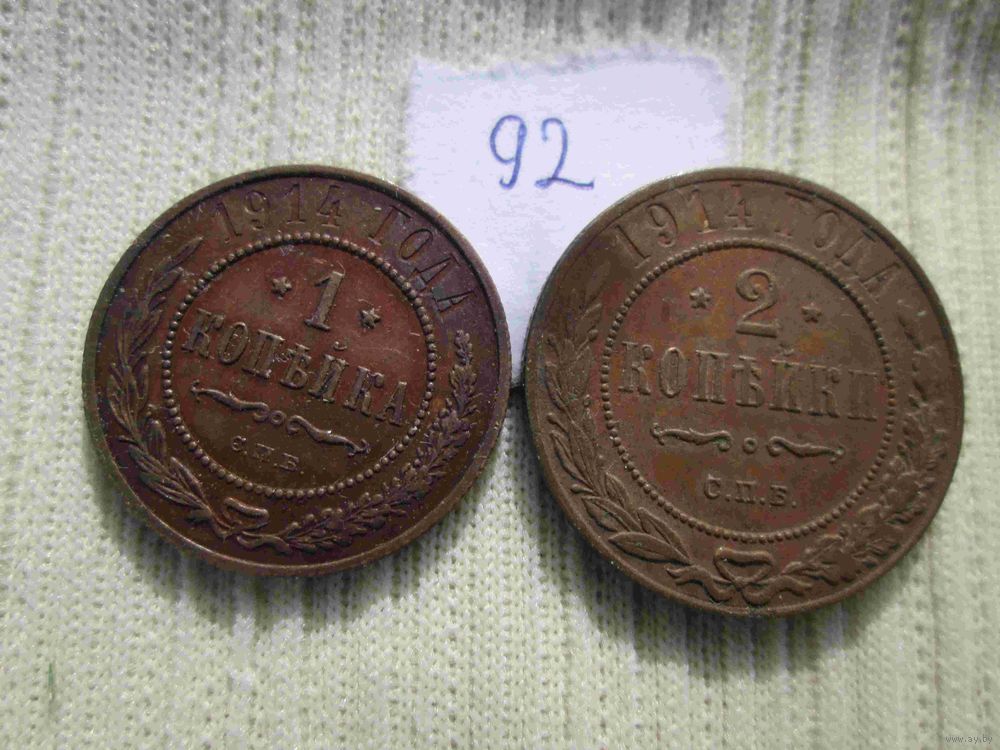 92
1914 ГОДА
* 1 *
КОПѢЙКА
С.П.Б.
1914 ГОДА
* 2 *
КОПѢЙКИ
С.П.Б.
www.ay.by